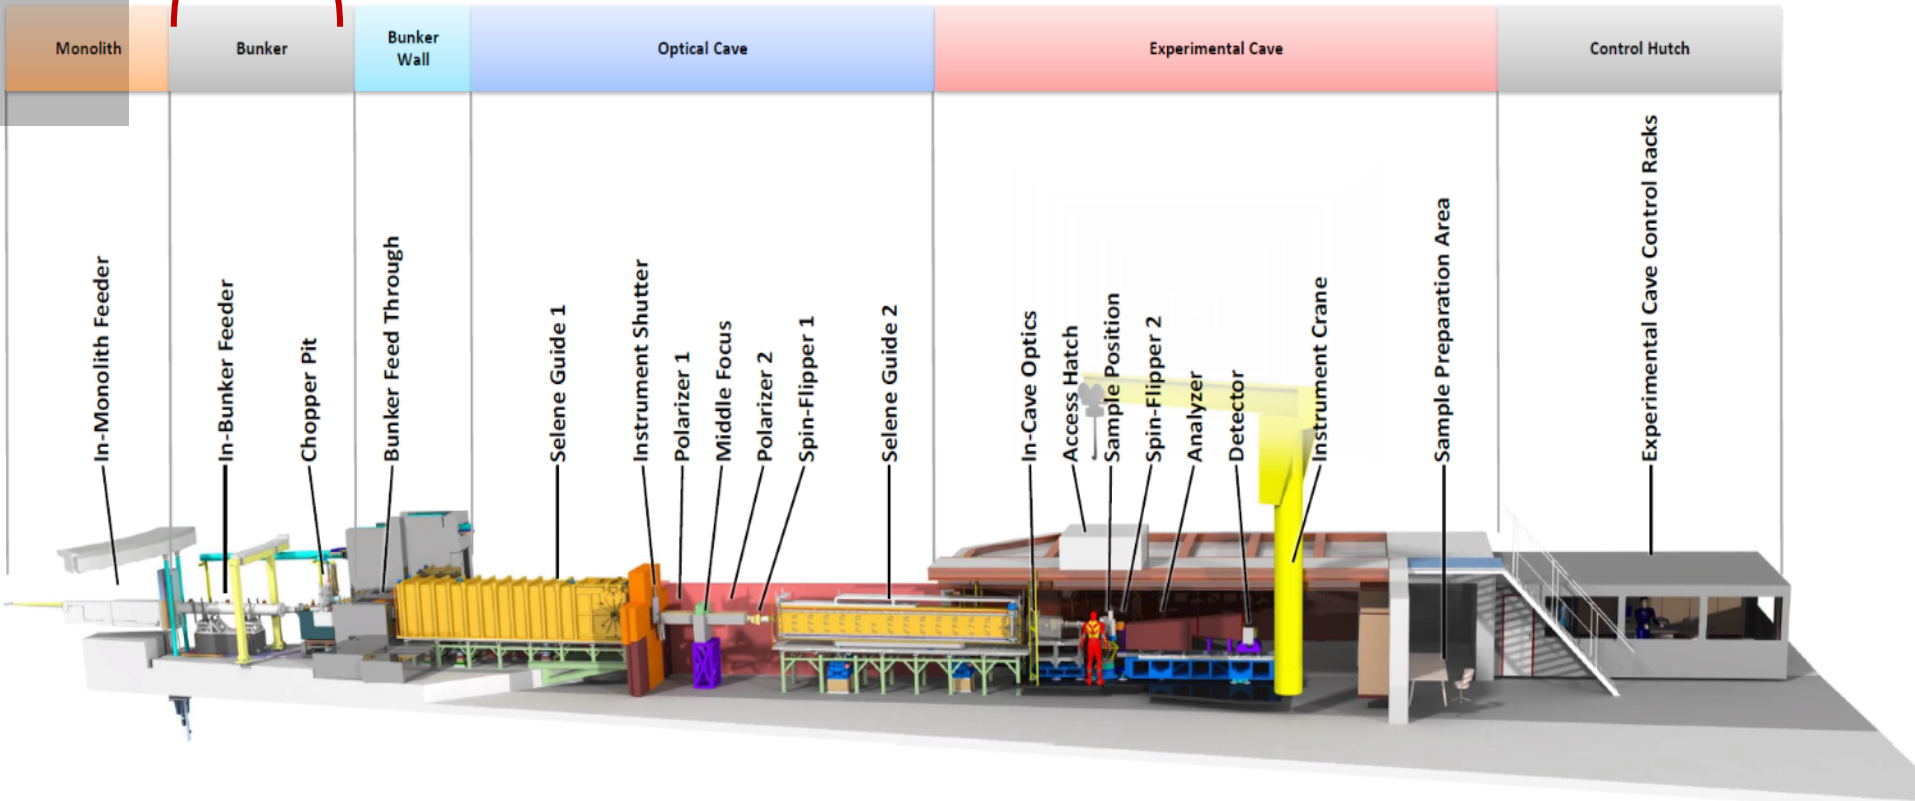 Monolith
Bunker
Bunker
Wall
Optical Cave
Experimental Cave
Control Hutch
In-Monolith Feeder
In-Bunker Feeder
Chopper Pit
Bunker Feed Through
Selene Guide 1
Instrument Shutter
Polarizer 1
Middle Focus
Polarizer 2
Spin-Flipper 1
Selene Guide 2
In-Cave Optics
Access Hatch
Sample Position
Spin-Flipper 2
Analyzer
Detector
Instrument Crane
Sample Preparation Area
Experimental Cave Control Racks